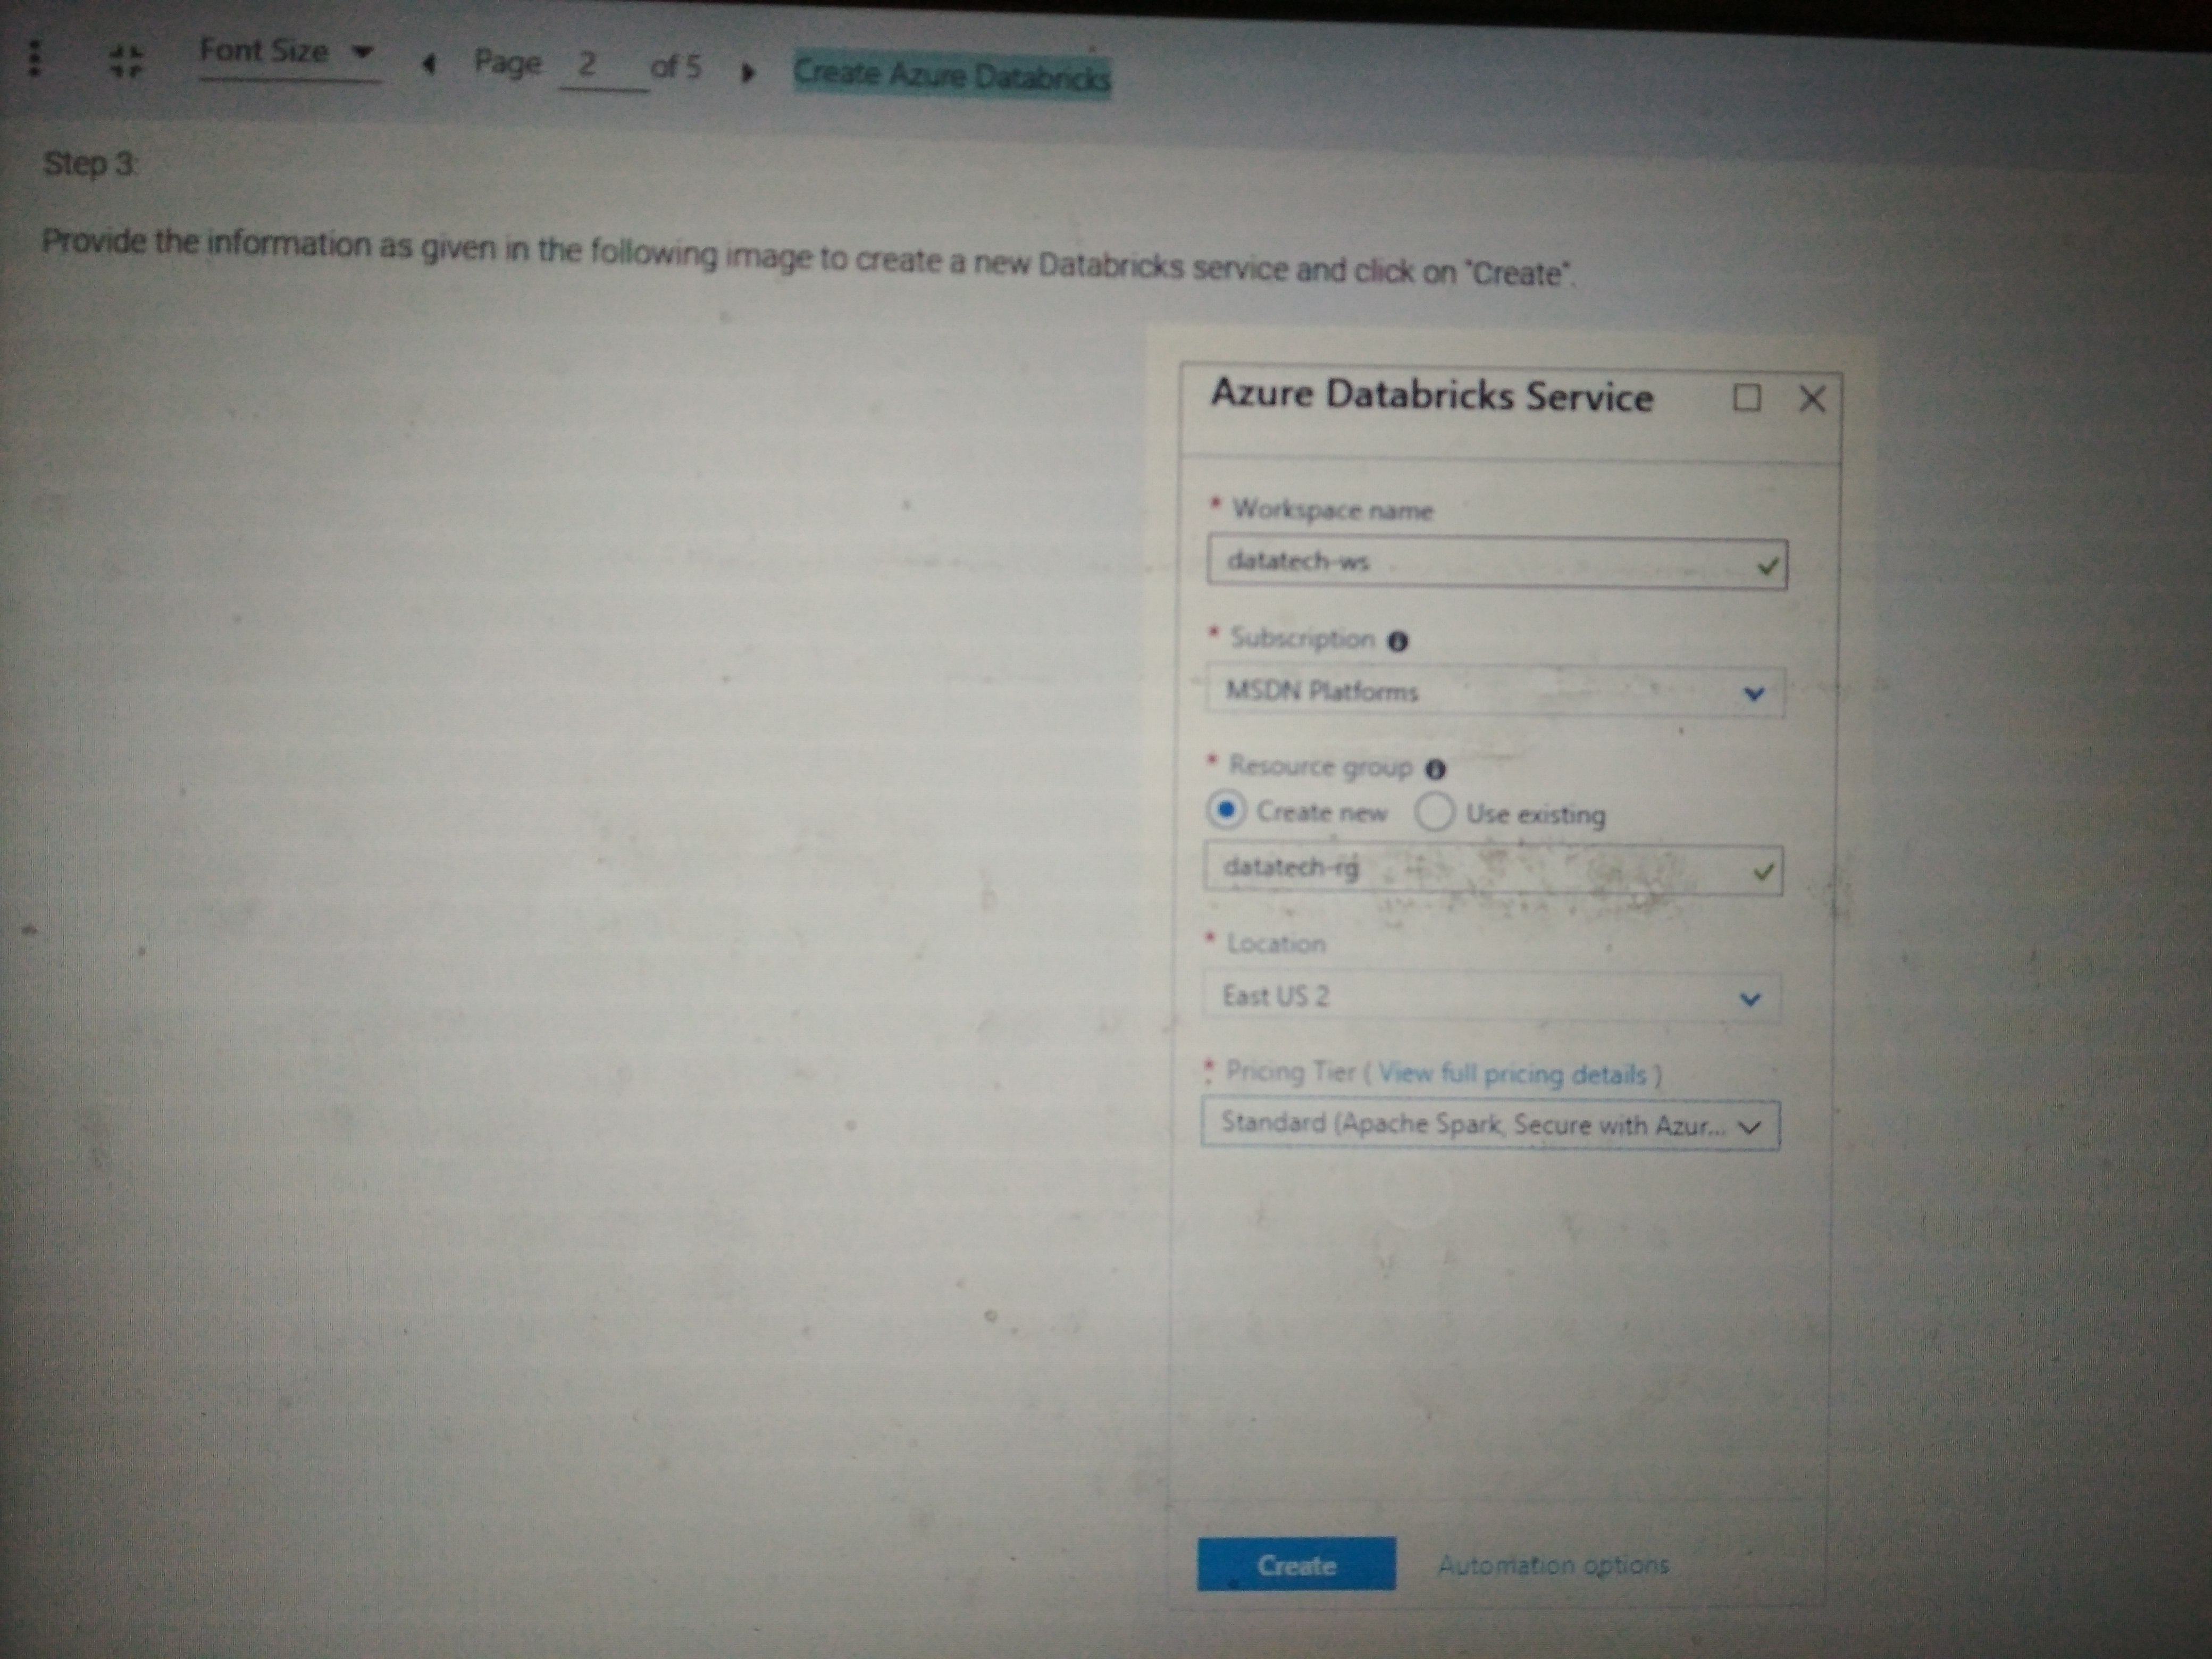 Font Size
Page 2 of 5
Create Azure Databricks
Step 3:
Provide the information as given in the following image to create a new Databricks service and click on "Create".
Azure Databricks Service
* Workspace name
datatech-ws
* Subscription
MSDN Platforms
* Resource group
Create new Use existing
datatech-rg
* Location
East US 2
* Pricing Tier ( View full pricing details )
Standard (Apache Spark, Secure with Azur...
Create Automation options